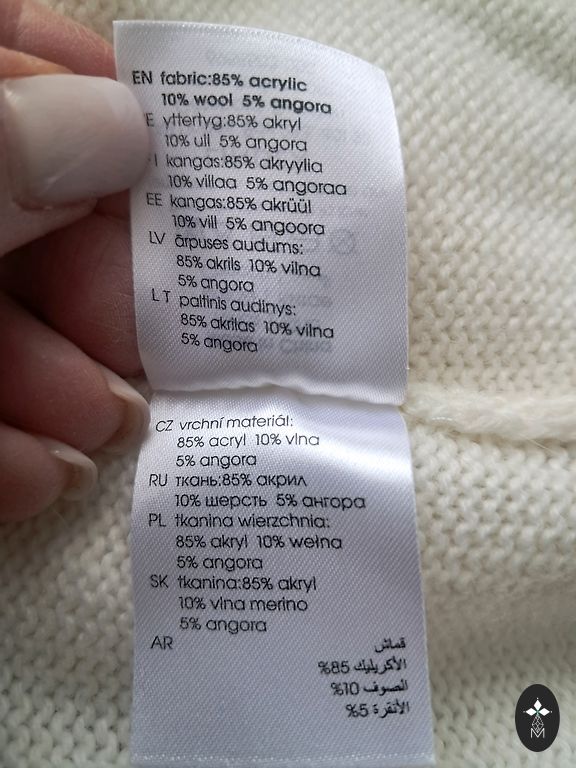 EN fabric:85% acrylic
10% wool 5% angora
E yttertyg:85% akryl
10% ull 5% angora
I kangas:85% akryylia
10% villaa 5% angoraa
EE kangas:85% akrüül
10% vill 5% angoora
LV ārpuses audums:
85% akrils 10% vilna
5% angora
LT paltinis audinys:
85% akrilas 10% vilna
5% angora
CZ vrchní materiál:
85% acryl 10% vlna
5% angora
RU ткань:85% акрил
10% шерсть 5% ангора
PL tkanina wierzchnia:
85% akryl 10% wełna
5% angora
SK tkanina:85% akryl
10% vlna merino
5% angora
AR قماش
الأكريليك 85%
الصوف 10%
الأنقرة 5%
M